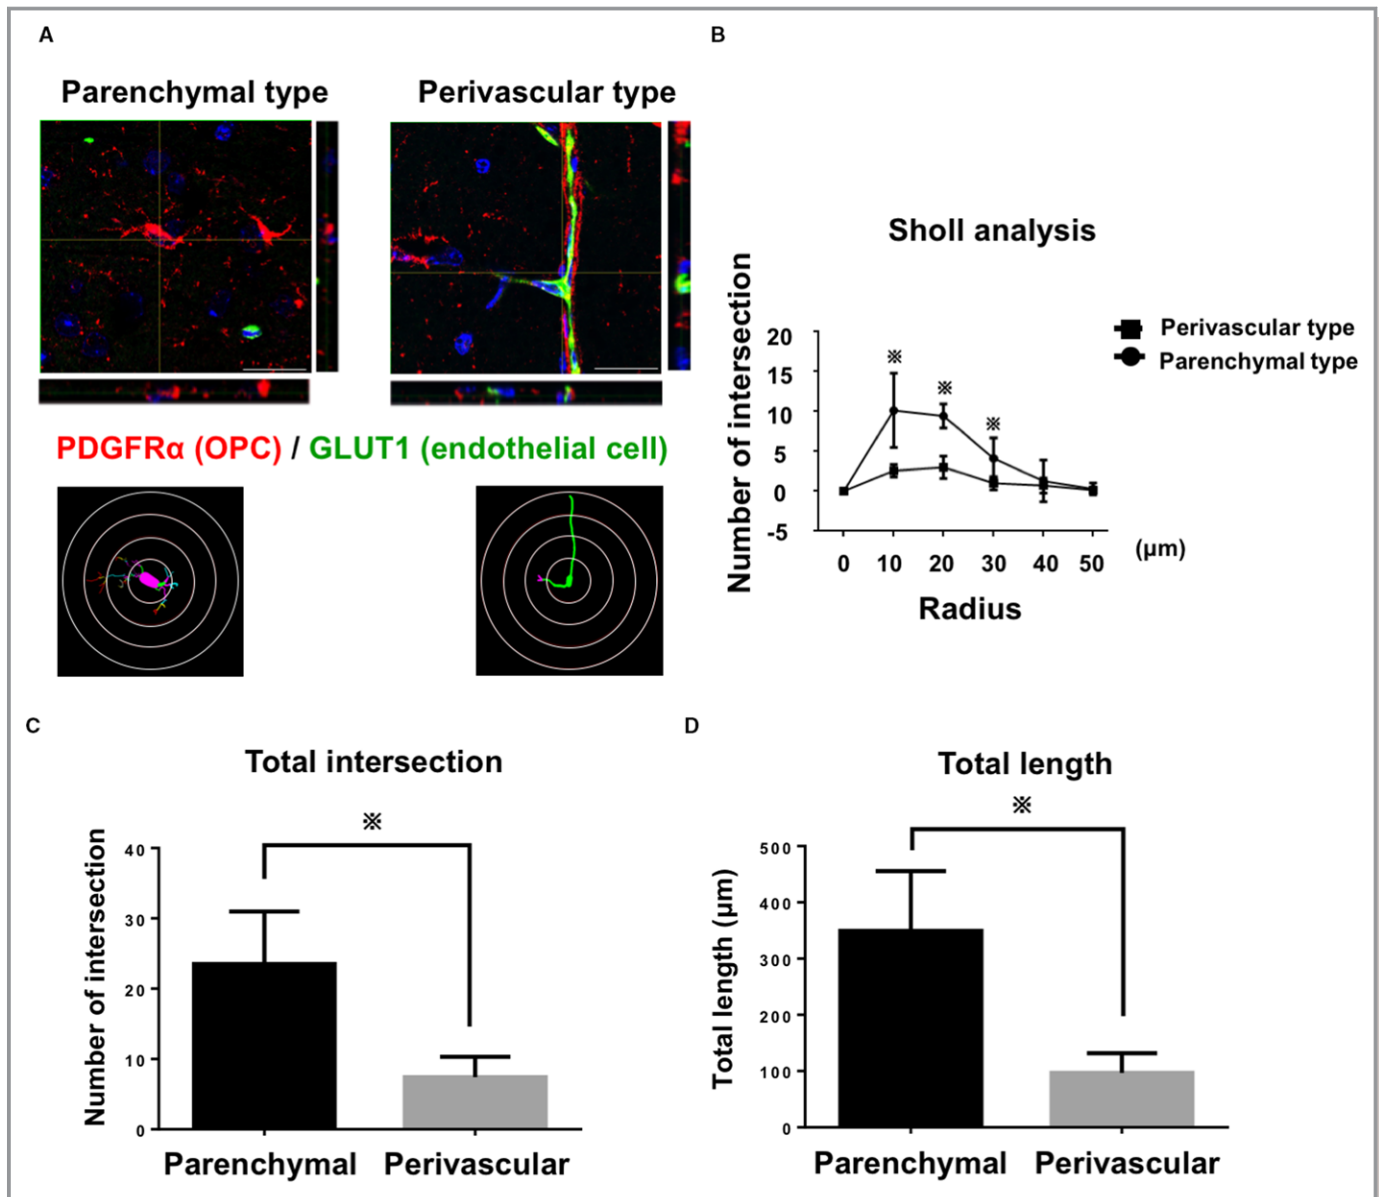 A
Parenchymal type
Perivascular type
PDGFRα (OPC) / GLUT1 (endothelial cell)
B
Sholl analysis
Number of intersection
20
15
10
5
0
-5
※
※
※
0 10 20 30 40 50
(μm)
Radius
Perivascular type
Parenchymal type
C
Total intersection
※
Number of intersection
40
30
20
10
0
Parenchymal Perivascular
D
Total length
※
Total length (μm)
500
400
300
200
100
0
Parenchymal Perivascular